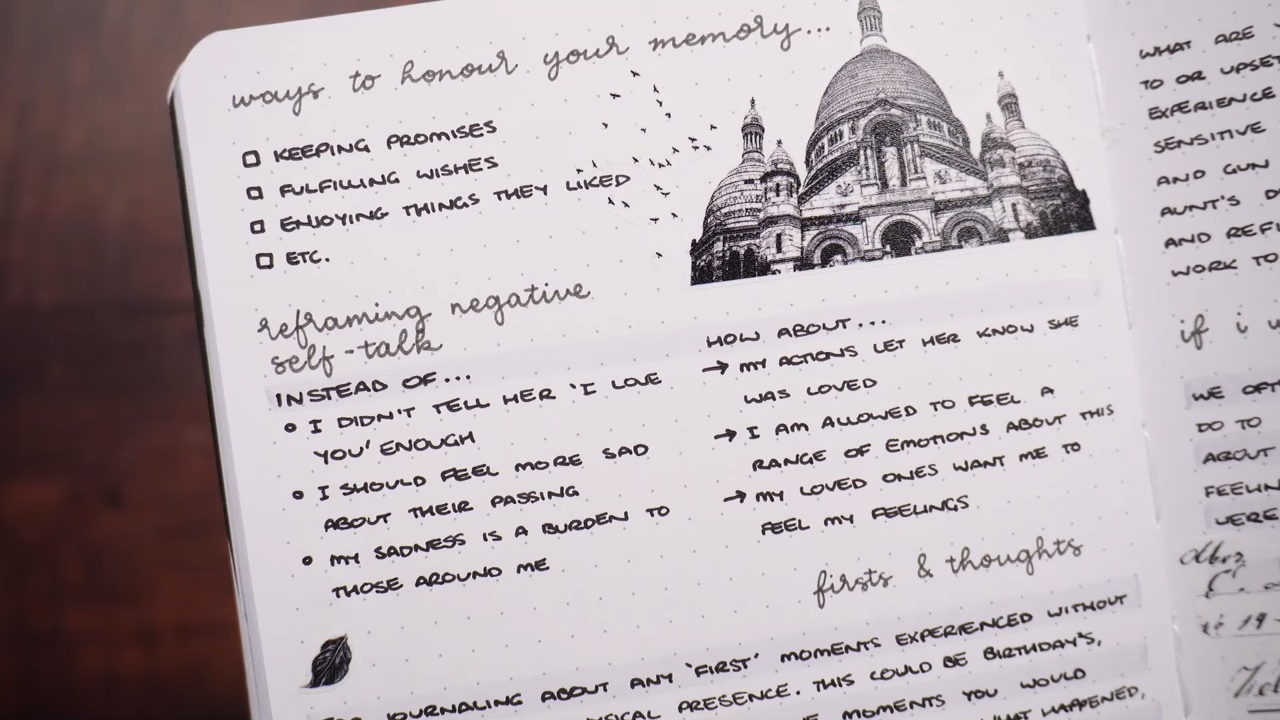 ways to honour your memory...
KEEPING PROMISES
FULFILLING WISHES
ENJOYING THINGS THEY LIKED
ETC.
reframing negative
self-talk
INSTEAD OF...
I DIDN'T TELL HER 'I LOVE
YOU' ENOUGH
I SHOULD FEEL MORE SAD
ABOUT THEIR PASSING
MY SADNESS IS A BURDEN TO
THOSE AROUND ME
HOW ABOUT...
→ MY ACTIONS LET HER KNOW SHE
WAS LOVED
→ I AM ALLOWED TO FEEL A
RANGE OF EMOTIONS ABOUT THIS
→ MY LOVED ONES WANT ME TO
FEEL MY FEELINGS
firsts & thoughts
JOURNALING ABOUT ANY 'FIRST' MOMENTS EXPERIENCED WITHOUT
PRESENCE. THIS COULD BE BIRTHDAY'S,
MOMENTS YOU WOULD
WHAT HAPPENED,
WHAT ARE
TO OR UPSET
EXPERIENCE
SENSITIVE
AND GUN
AUNT'S
AND
WORK TO
if i
WE
DO TO
ABOUT
WERE